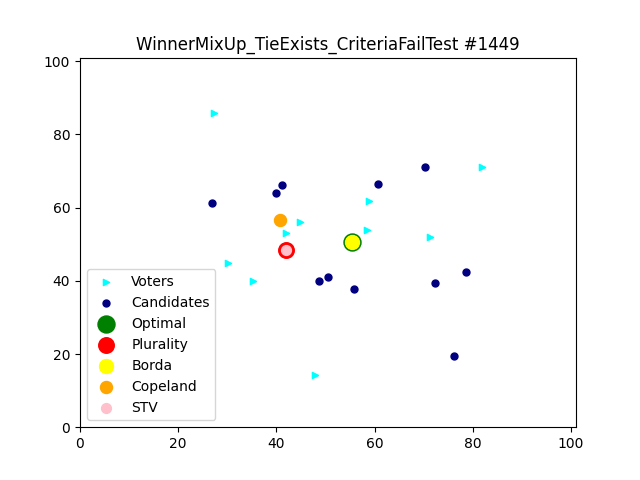 WinnerMixUp_TieExists_CriteriaFailTest #1449
100
80
60
40
20
0
Voters
Candidates
Optimal
Plurality
Borda
Copeland
STV
0 20 40 60 80 100